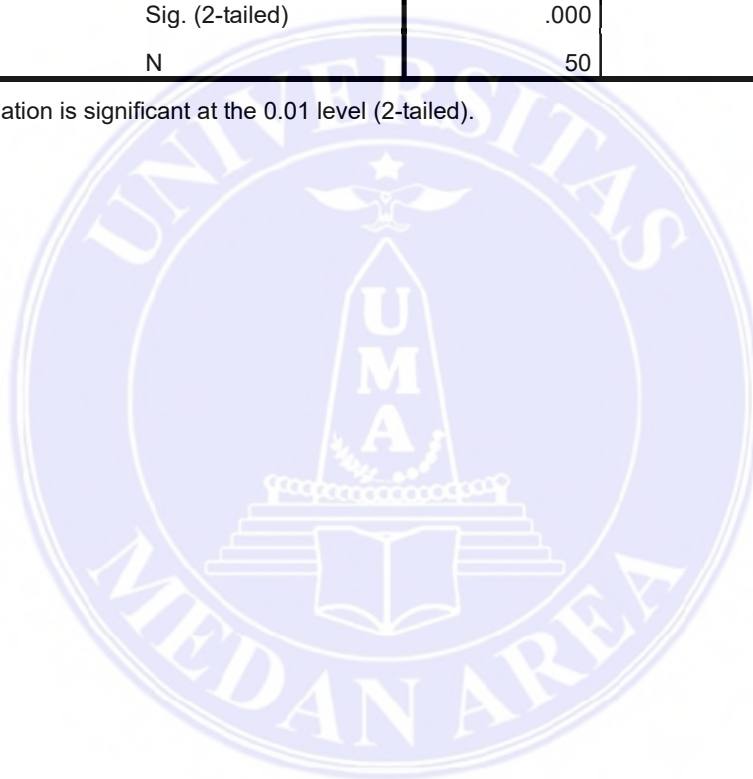 Sig. (2-tailed) .000
N 50
ation is significant at the 0.01 level (2-tailed).
UNIVERSITAS
U
M
A
MEDAN AREA